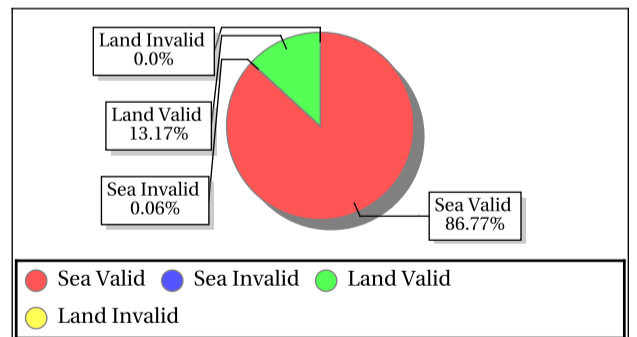 Land Invalid
0.0%
Land Valid
13.17%
Sea Invalid
0.06%
Sea Valid
86.77%
Sea Valid
Sea Invalid
Land Valid
Land Invalid